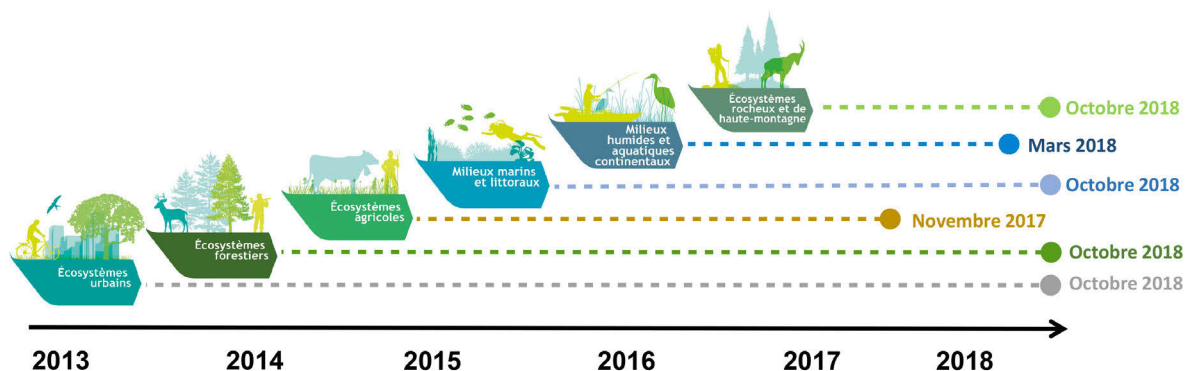 Écosystèmes
rocheux et de
haute-montagne
Octobre 2018
Milieux
humides et
aquatiques
continentaux
Mars 2018
Milieux marins
et littoraux
Octobre 2018
Écosystèmes
agricoles
Novembre 2017
Écosystèmes
forestiers
Octobre 2018
Écosystèmes
urbains
Octobre 2018
2013 2014 2015 2016 2017 2018